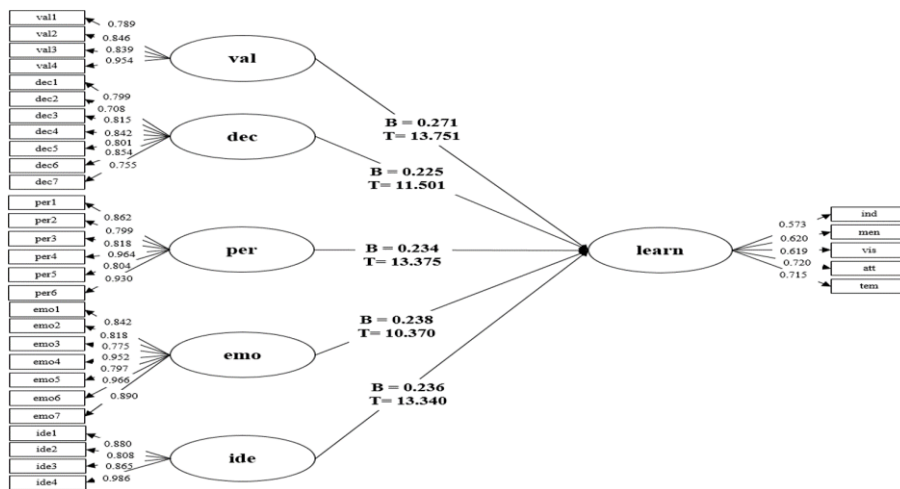 val1
val2
val3
val4
0.789
0.846
0.839
0.954
val
dec1
dec2
dec3
dec4
dec5
dec6
dec7
0.799
0.708
0.815
0.842
0.801
0.854
0.755
dec
per1
per2
per3
per4
per5
per6
0.862
0.799
0.818
0.964
0.804
0.930
per
emo1
emo2
emo3
emo4
emo5
emo6
emo7
0.842
0.818
0.775
0.952
0.797
0.966
0.890
emo
ide1
ide2
ide3
ide4
0.880
0.808
0.865
0.986
ide
B = 0.271
T= 13.751
B = 0.225
T= 11.501
B = 0.234
T= 13.375
B = 0.238
T= 10.370
B = 0.236
T= 13.340
learn
0.573
0.620
0.619
0.720
0.715
ind
men
vis
att
tem